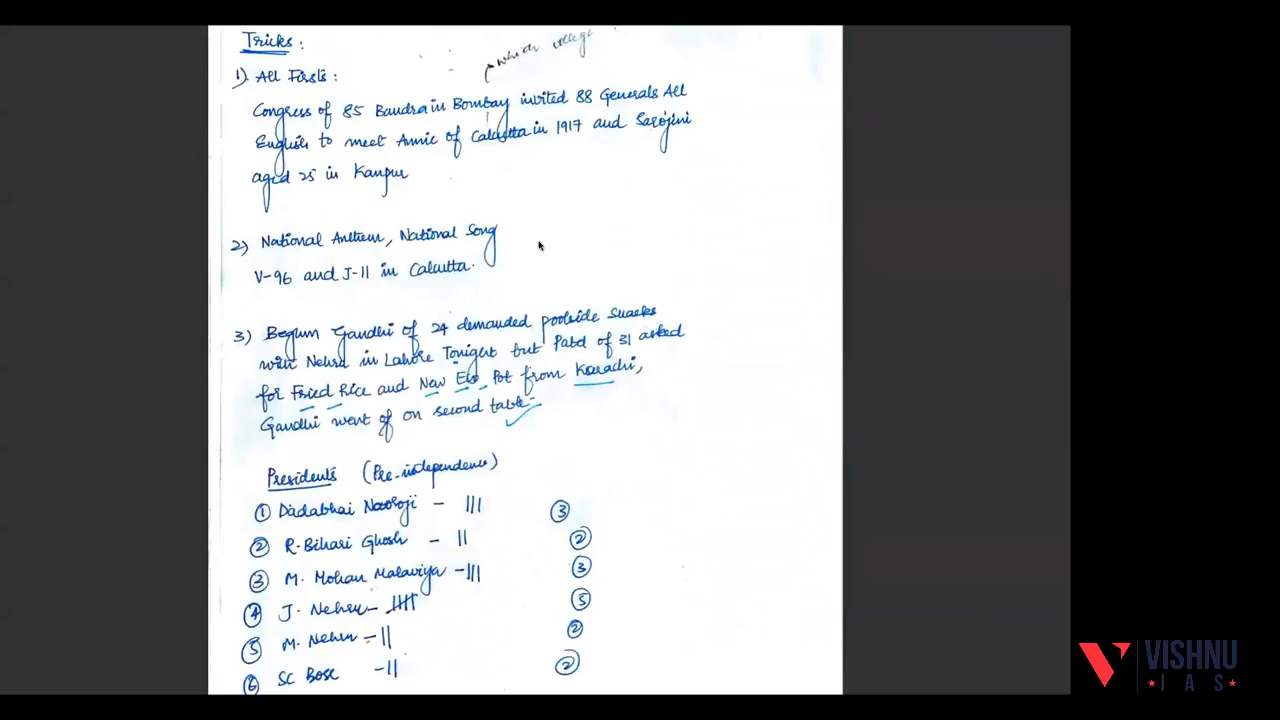 Tricks:
which village
1) All Firsts:
Congress of 85 Baudra in Bombay invited 88 Generals All
English to meet Annie of Calcutta in 1917 and Sarojini
aged 25 in Kanpur
2) National Anthem, National Song
V-96 and J-11 in Calcutta.
3) Begum Gandhi of 24 demanded poolside snacks
with Nehru in Lahore Tonight but Patel of 31 asked
for Fried Rice and New Pot from Karachi,
Gandhi went of on second table
Presidents (Pre-independence)
① Dadabhai Naoroji - ||| ③
② R. Bihari Ghosh - || ②
③ M. Mohan Malaviya - ||| ③
④ J. Nehru - ||||| ⑤
⑤ M. Nehru - || ②
⑥ SC Bose - || ②
VISHNU
IAS